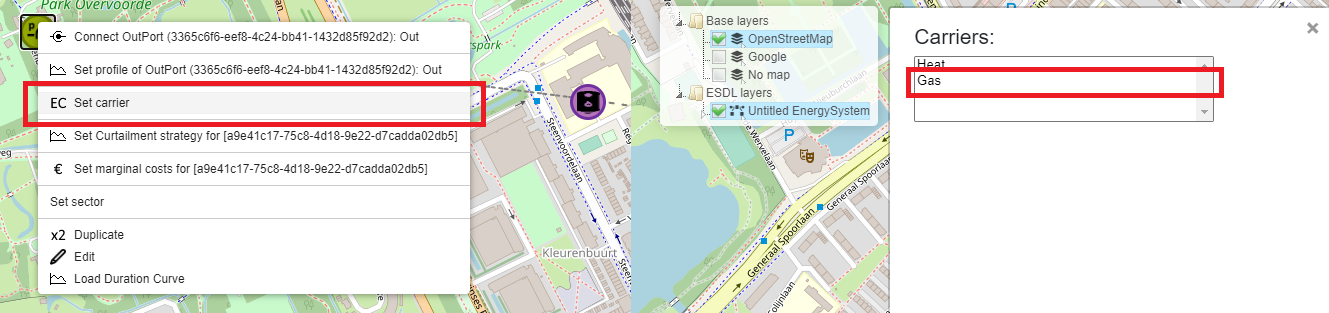 Park Overvoorde
Connect OutPort (3365c6f6-eef8-4c24-bb41-1432d85f92d2): Out
Set profile of OutPort (3365c6f6-eef8-4c24-bb41-1432d85f92d2): Out
EC Set carrier
Set Curtailment strategy for [a9e41c17-75c8-4d18-9e22-d7cadda02db5]
€ Set marginal costs for [a9e41c17-75c8-4d18-9e22-d7cadda02db5]
Set sector
x2 Duplicate
Edit
Load Duration Curve
Steenvoordelaan
Kleurenbuurt
Base layers
OpenStreetMap
Google
No map
ESDL layers
Untitled EnergySystem
P
Generaal Spoorlaan
Generaal Spoorlaan
Carriers:
×
Heat
Gas